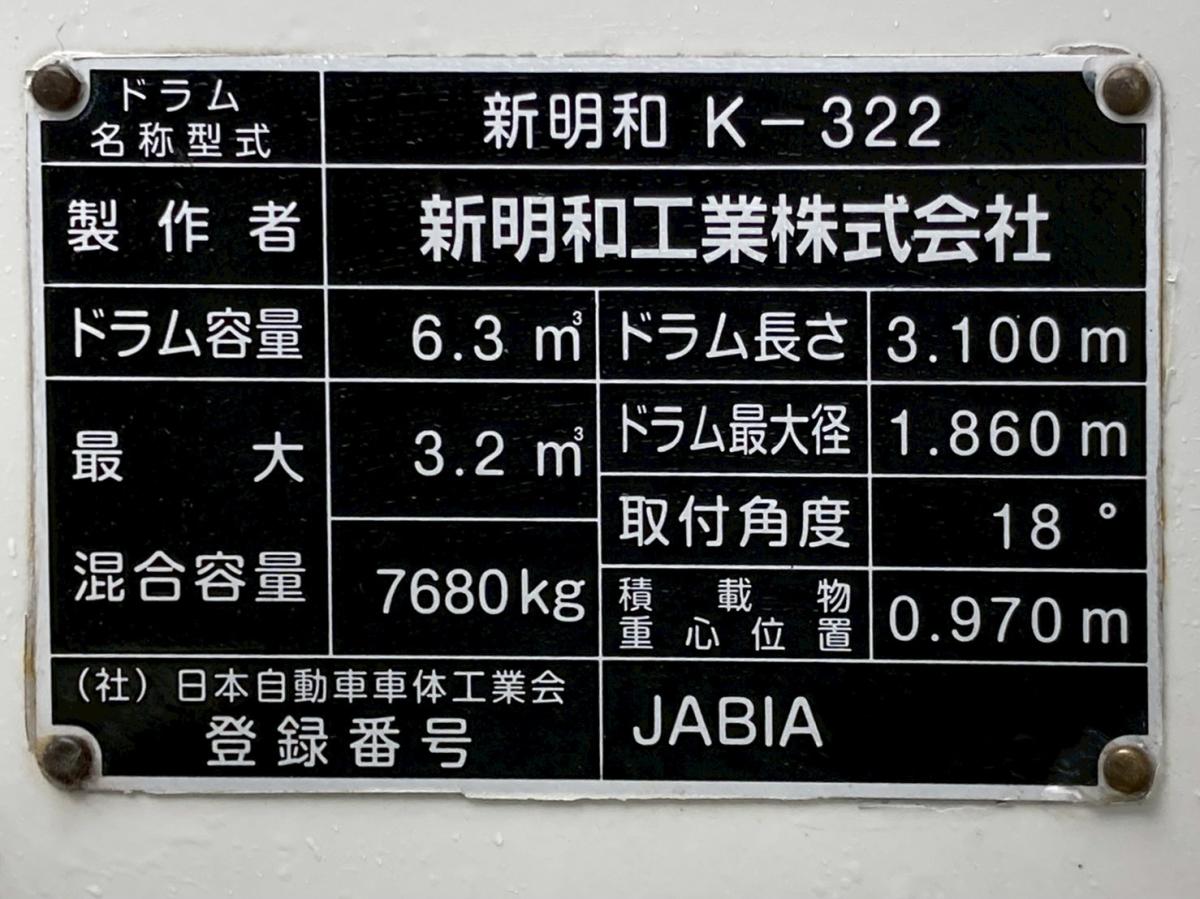 ドラム
名称型式
新明和 K-322
製作者
新明和工業株式会社
ドラム容量
6.3 m³
ドラム長さ
3.100 m
最大
混合容量
3.2 m³
7680kg
ドラム最大径
1.860 m
取付角度
18 °
積載物
重心位置
0.970 m
(社) 日本自動車車体工業会
登録番号
JABIA